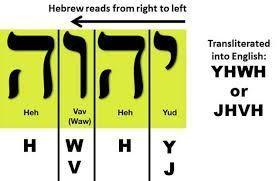 Hebrew reads from right to left
יהוה
Heh Vav (Waw) Heh Yud
H W V H Y J
Transliterated
into English:
YHWH
or
JHVH